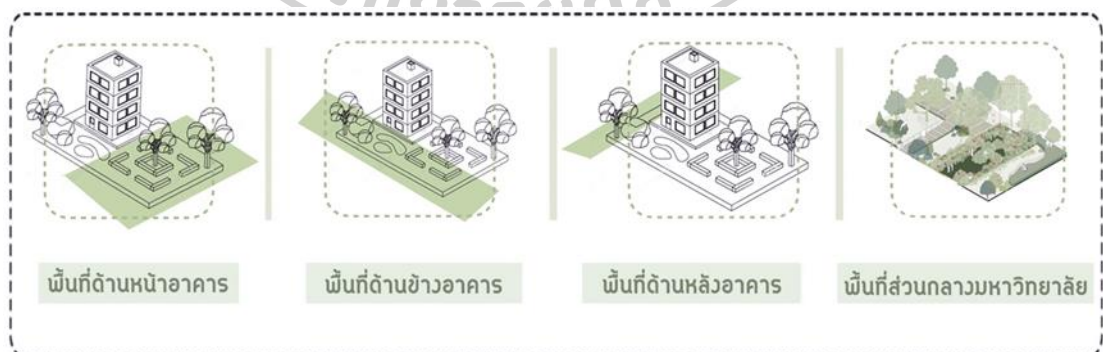 พื้นที่ด้านหน้าอาคาร
พื้นที่ด้านข้างอาคาร
พื้นที่ด้านหลังอาคาร
พื้นที่ส่วนกลางมหาวิทยาลัย